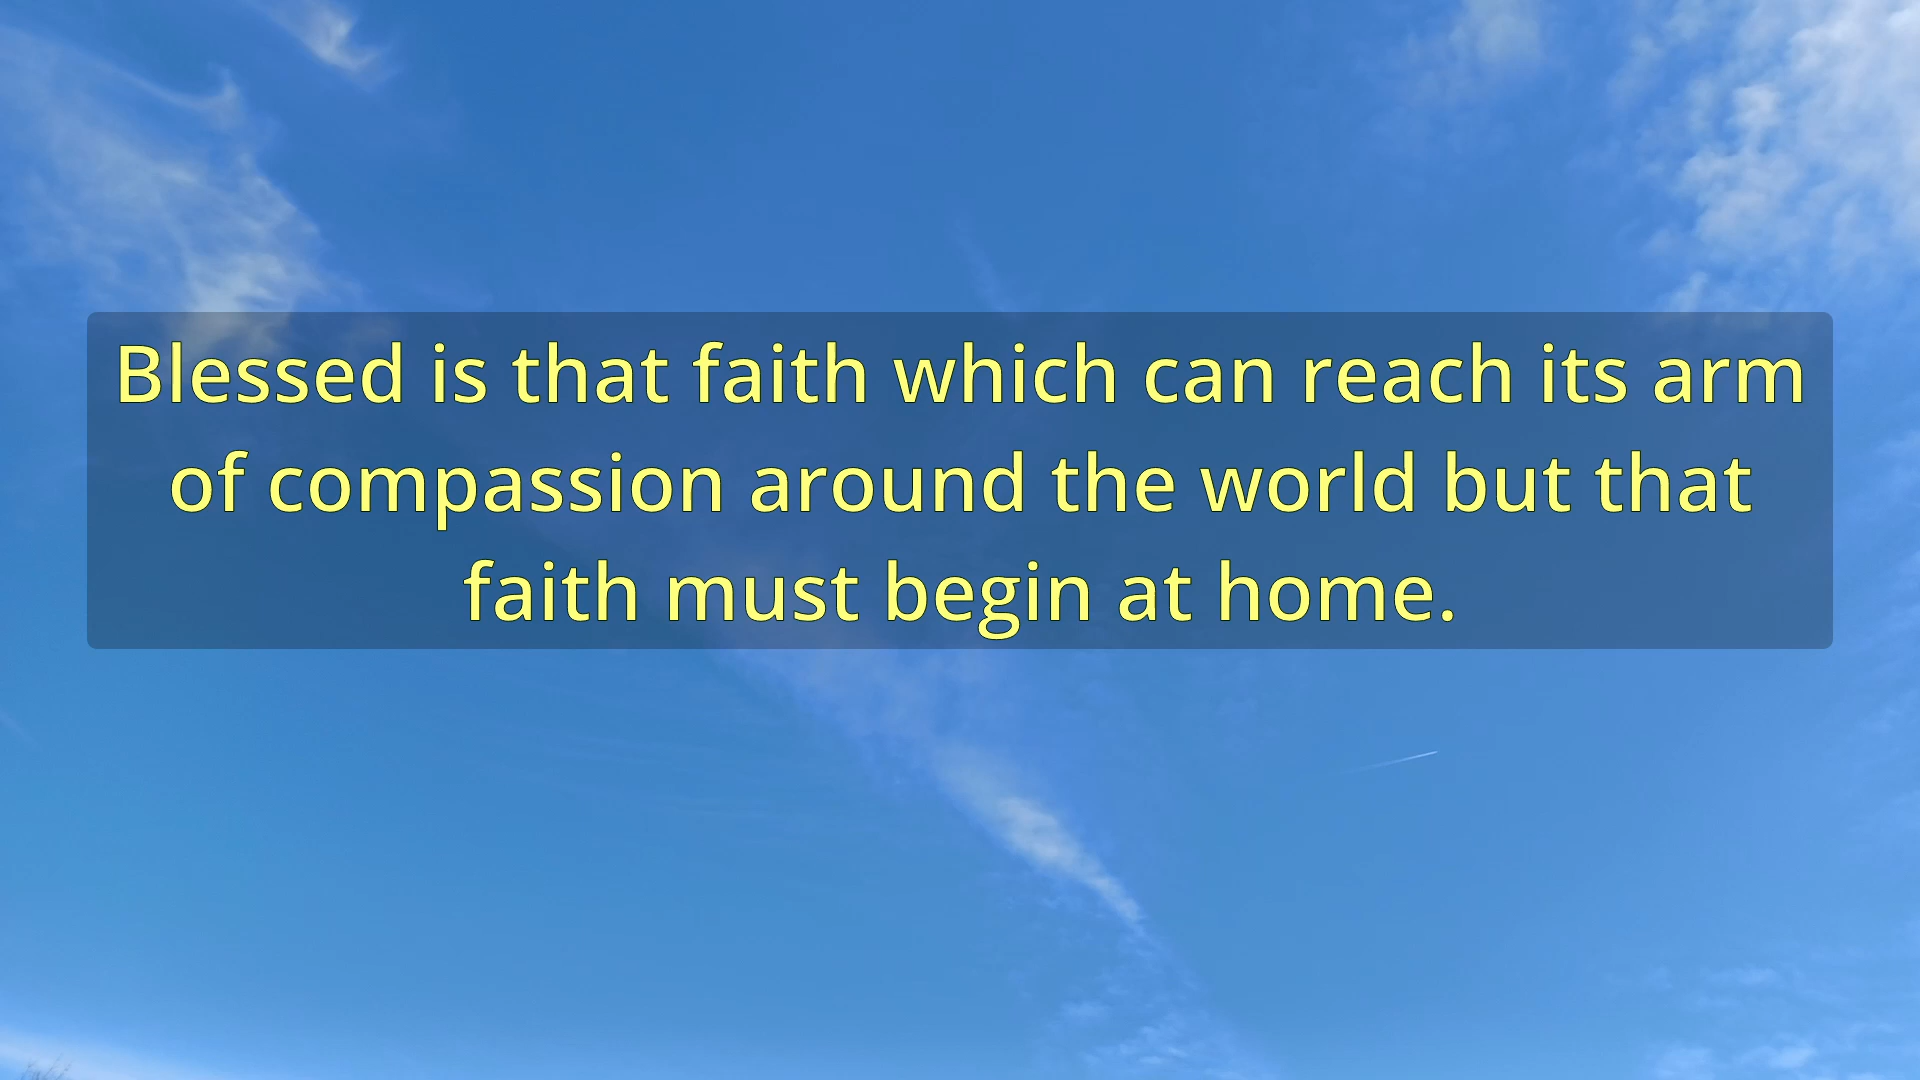 Blessed is that faith which can reach its arm
of compassion around the world but that
faith must begin at home.